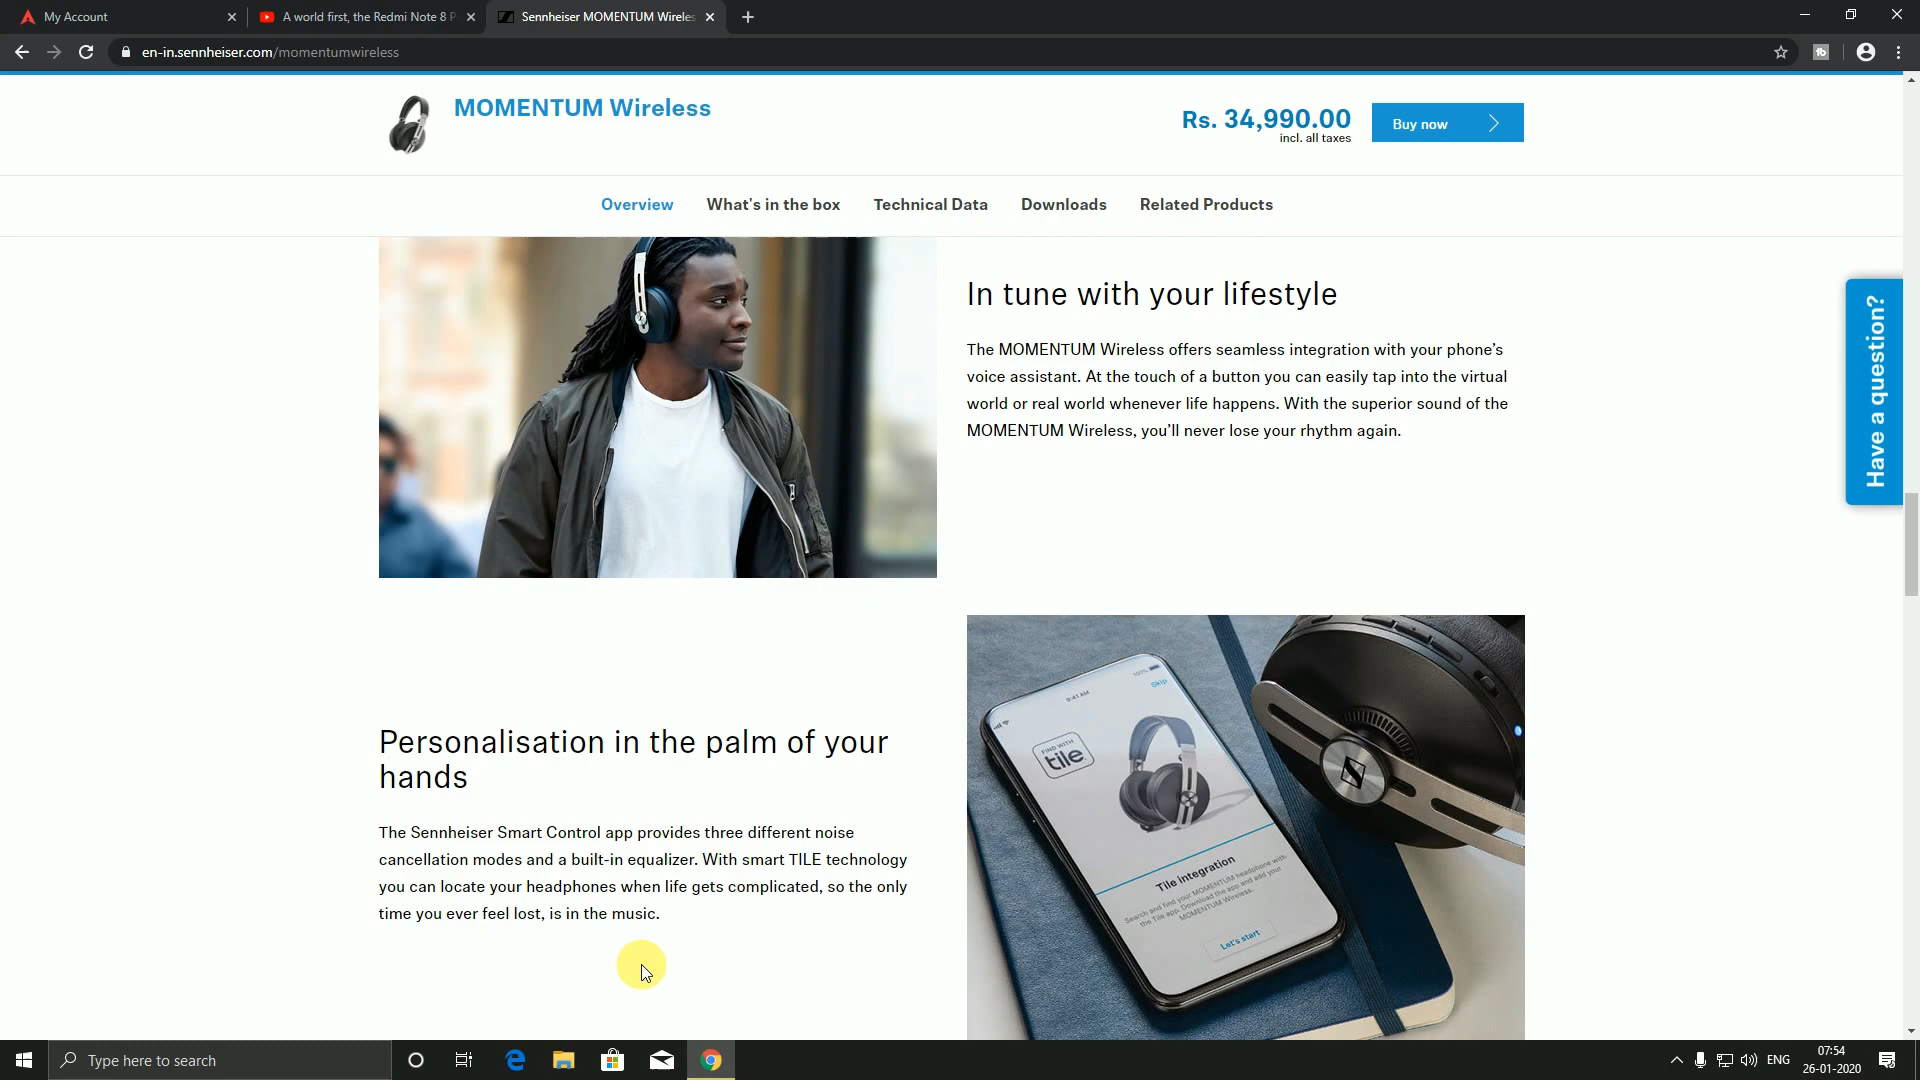 My Account
A world first, the Redmi Note 8 P
Sennheiser MOMENTUM Wireles
en-in.sennheiser.com/momentumwireless
MOMENTUM Wireless
Rs. 34,990.00
incl. all taxes
Buy now
Overview
What's in the box
Technical Data
Downloads
Related Products
Have a question?
In tune with your lifestyle
The MOMENTUM Wireless offers seamless integration with your phone’s
voice assistant. At the touch of a button you can easily tap into the virtual
world or real world whenever life happens. With the superior sound of the
MOMENTUM Wireless, you’ll never lose your rhythm again.
Personalisation in the palm of your
hands
The Sennheiser Smart Control app provides three different noise
cancellation modes and a built-in equalizer. With smart TILE technology
you can locate your headphones when life gets complicated, so the only
time you ever feel lost, is in the music.
9:41 AM
100%
Skip
FIND WITH
tile
Tile integration
Search and find your MOMENTUM headphone with
the Tile app. Download the app and add your
MOMENTUM Wireless.
Let's start
Type here to search
ENG
07:54
26-01-2020